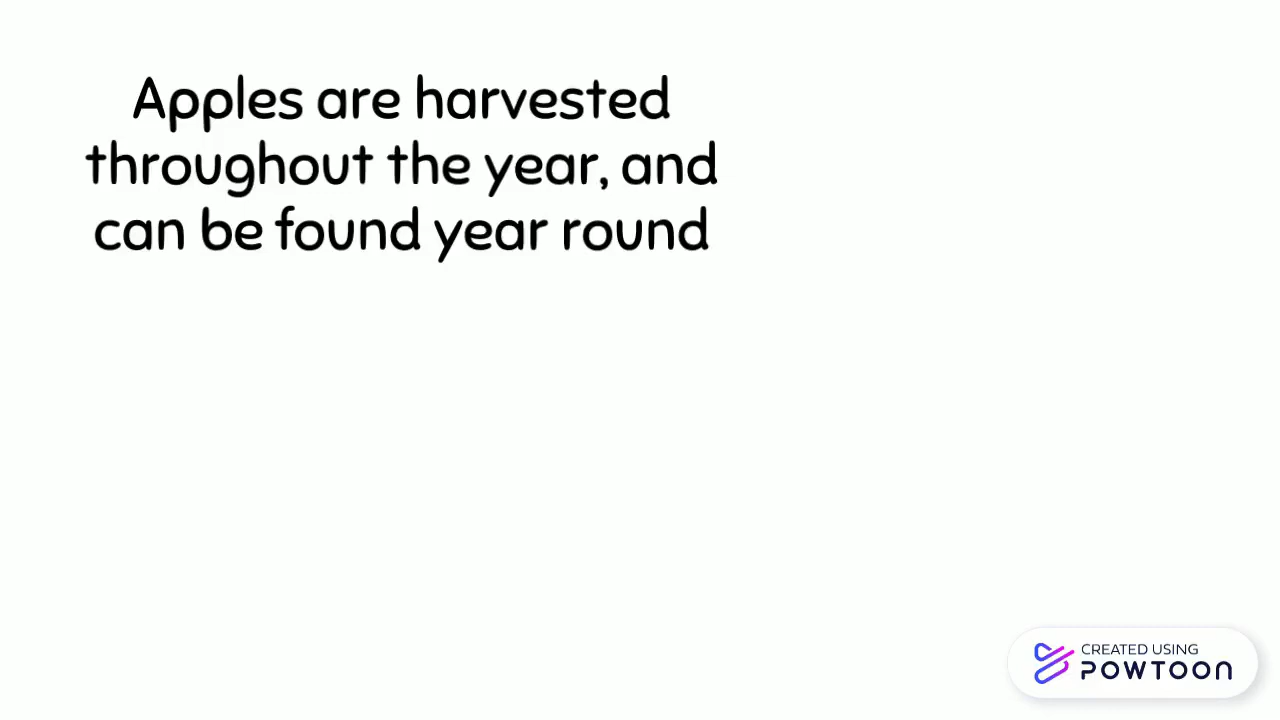 Apples are harvested
throughout the year, and
can be found year round
CREATED USING
POWTOON